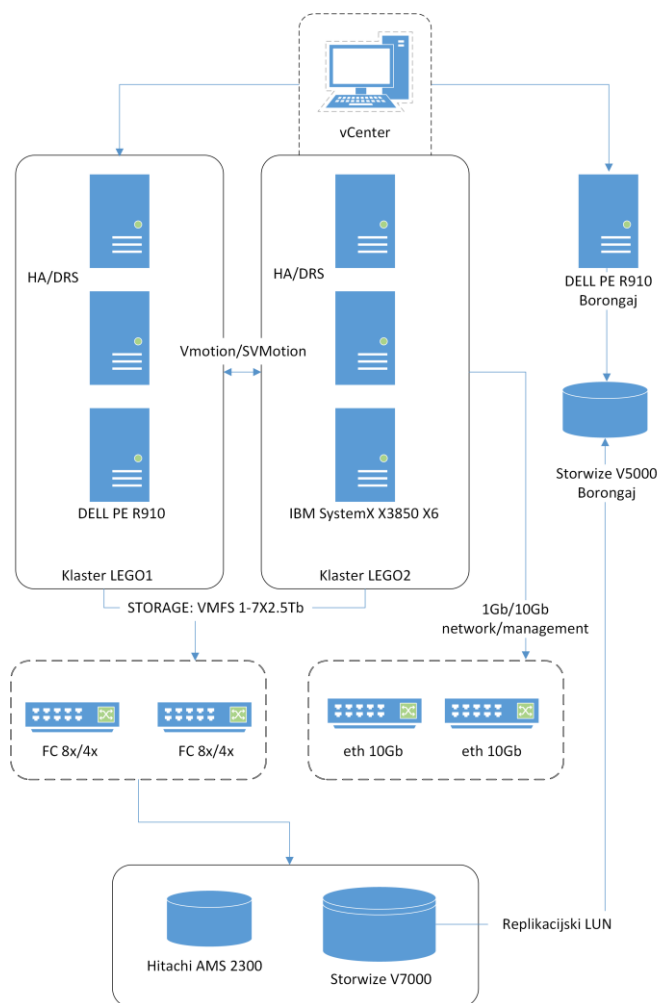 vCenter
HA/DRS
HA/DRS
DELL PE R910
Borongaj
Vmotion/SVMotion
Storwize V5000
Borongaj
DELL PE R910
IBM SystemX X3850 X6
Klaster LEGO1
Klaster LEGO2
STORAGE: VMFS 1-7X2.5Tb
1Gb/10Gb
network/management
FC 8x/4x
FC 8x/4x
eth 10Gb
eth 10Gb
Replikacijski LUN
Hitachi AMS 2300
Storwize V7000